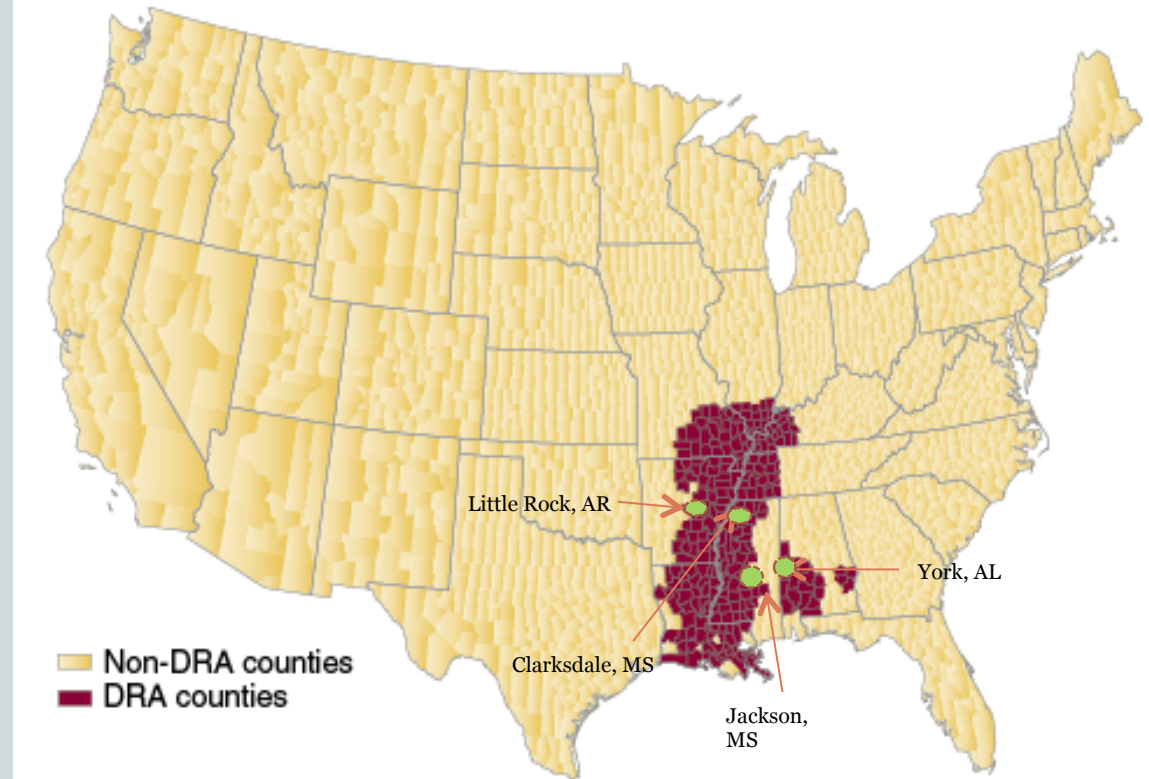 Little Rock, AR
York, AL
Clarksdale, MS
Non-DRA counties
DRA counties
Jackson,
MS